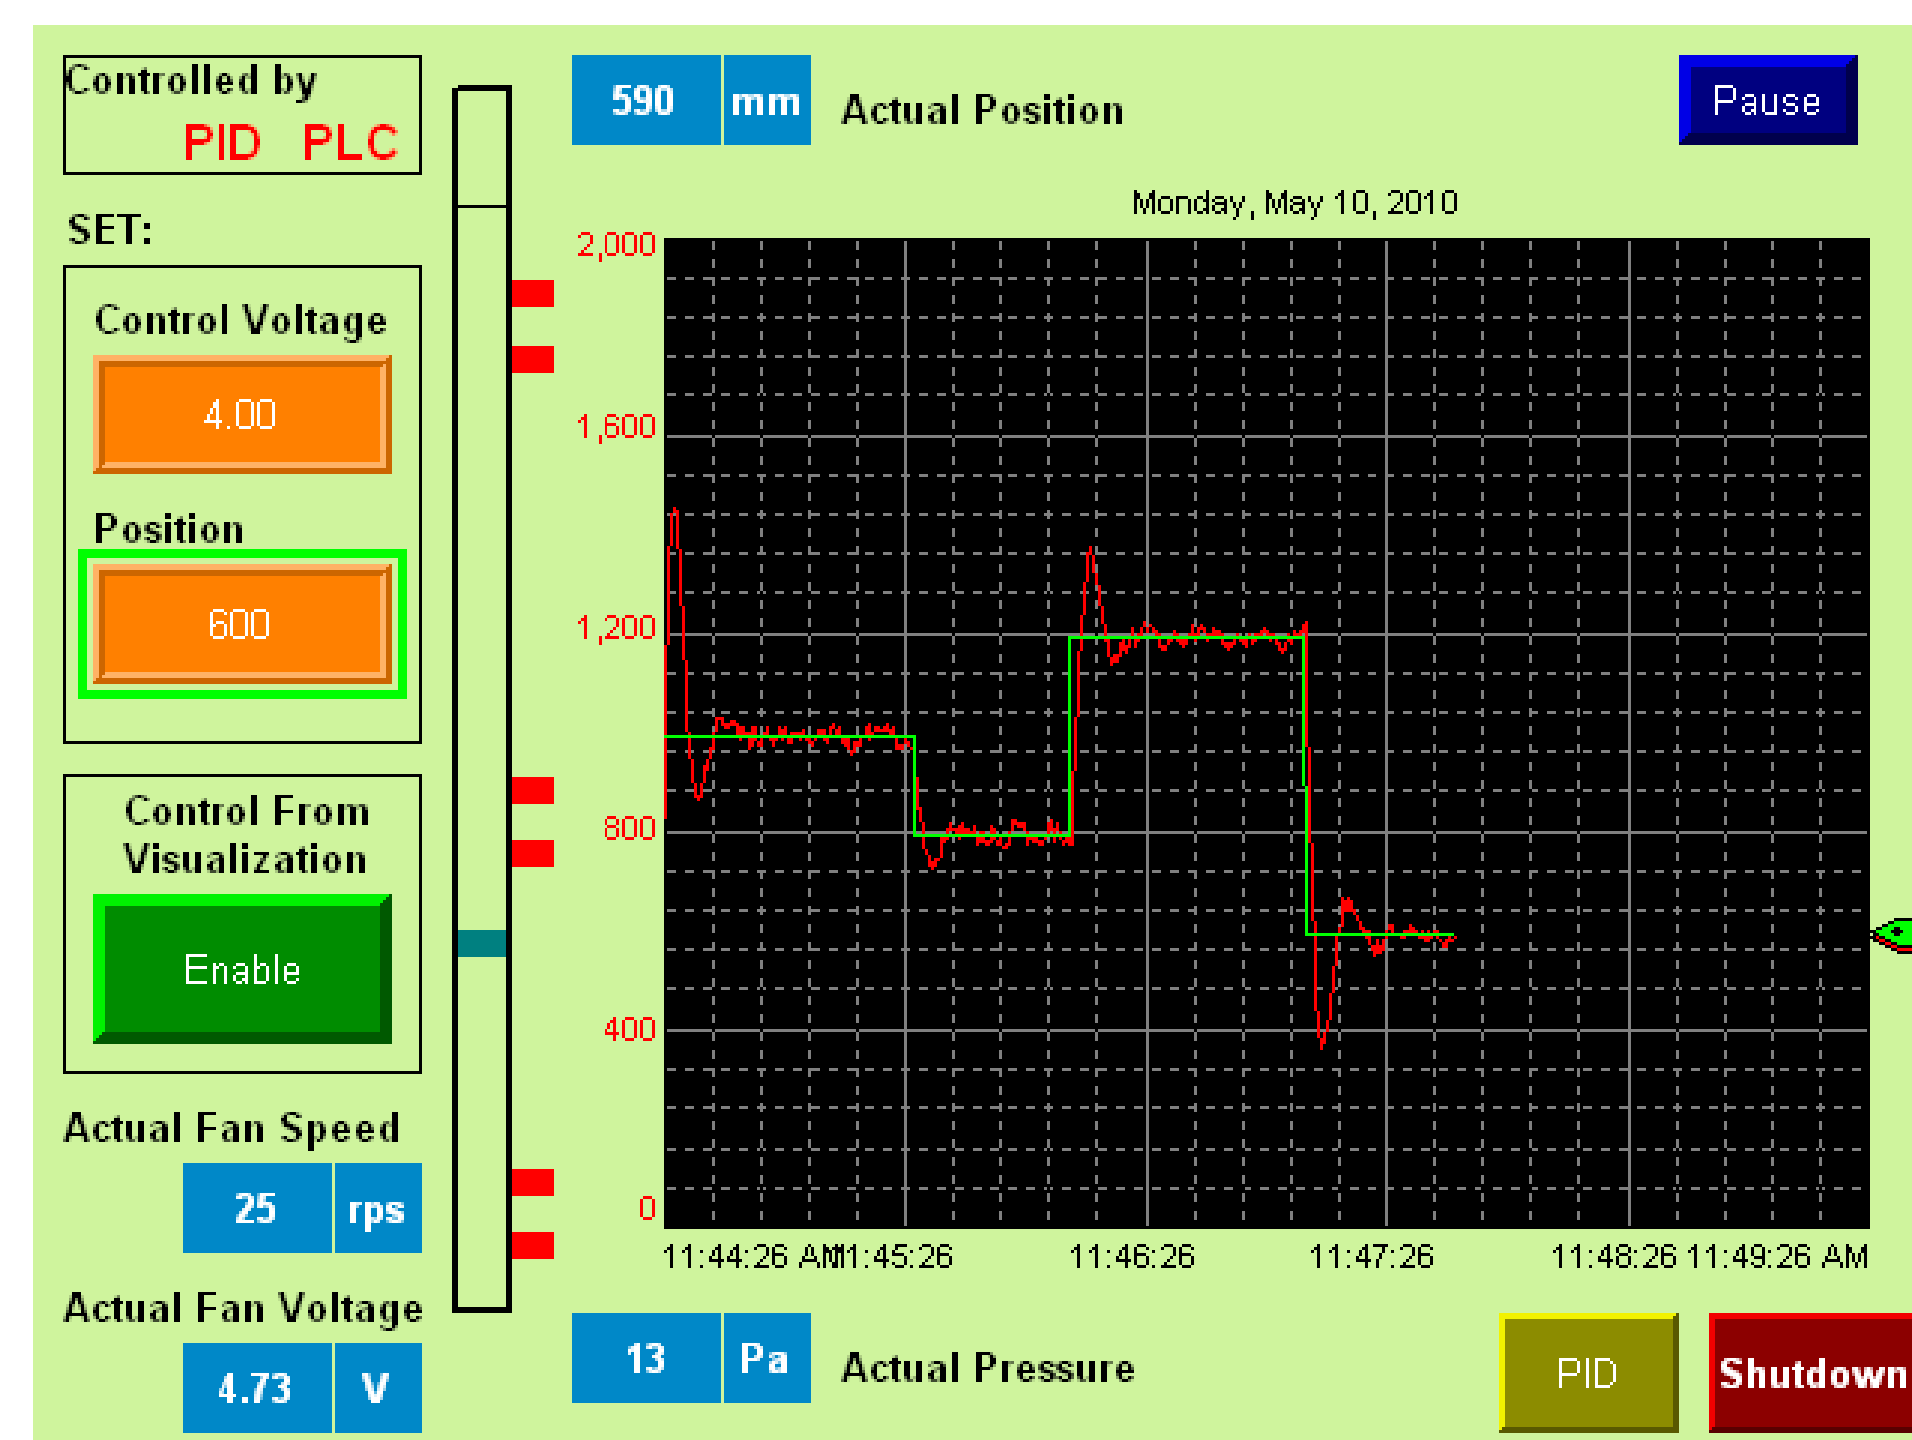 Controlled by
PID PLC
SET:
Control Voltage
4.00
Position
600
Control From
Visualization
Enable
Actual Fan Speed
25 rps
Actual Fan Voltage
4.73 V
590 mm Actual Position
Pause
Monday, May 10, 2010
2,000
1,600
1,200
800
400
0
11:44:26 AM 11:45:26 11:46:26 11:47:26 11:48:26 11:49:26 AM
13 Pa Actual Pressure
PID
Shutdown